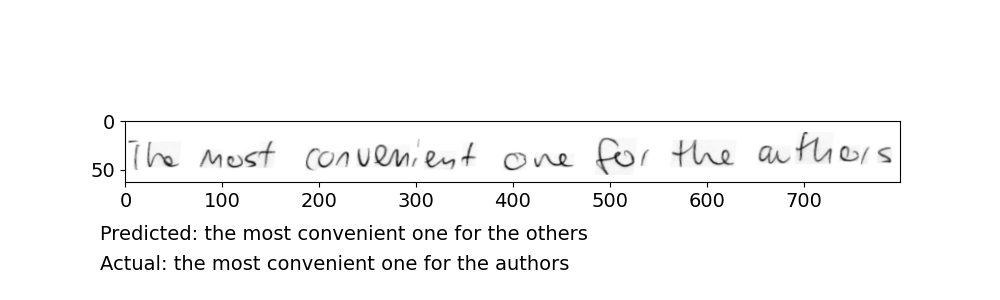 0
The most convenient one for the authors
50
0 100 200 300 400 500 600 700
Predicted: the most convenient one for the others
Actual: the most convenient one for the authors